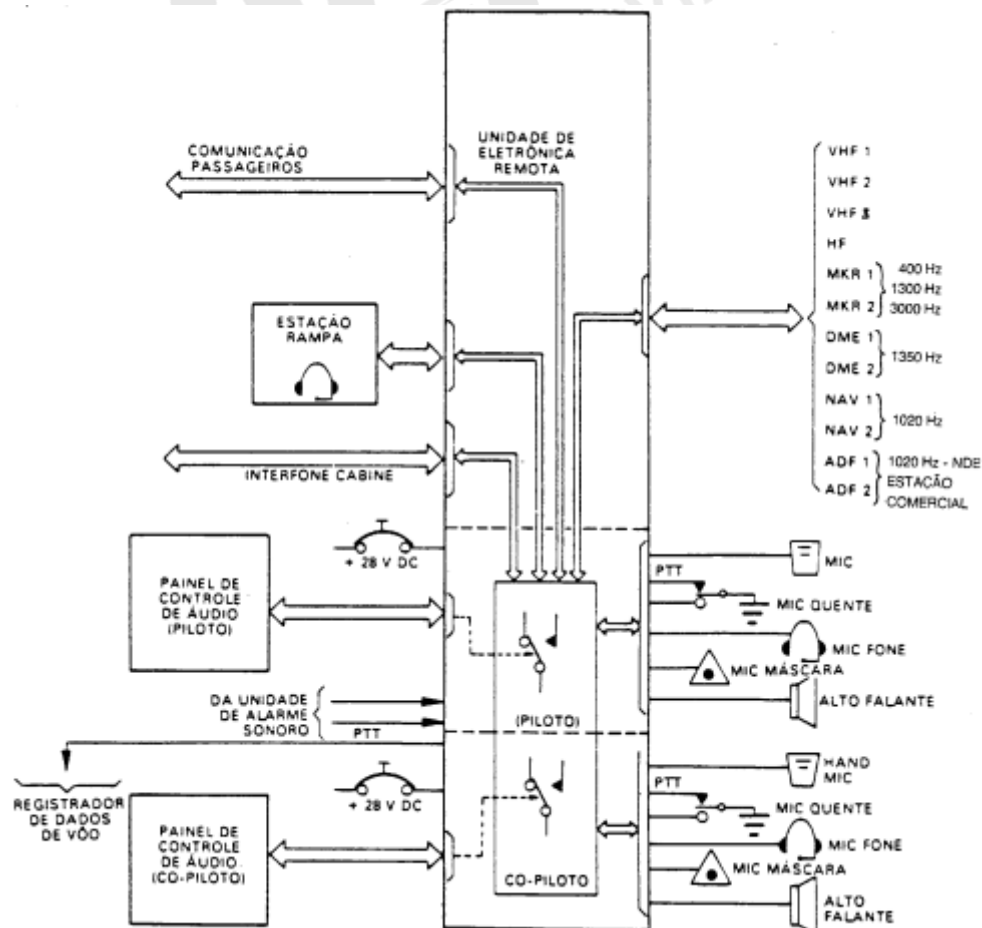 COMUNICAÇÃO
PASSAGEIROS
UNIDADE DE
ELETRÔNICA
REMOTA
VHF 1
VHF 2
VHF 3
HF
MKR 1
MKR 2
400 Hz
1300 Hz
3000 Hz
DME 1
DME 2
1350 Hz
NAV 1
NAV 2
1020 Hz
ADF 1
ADF 2
1020 Hz - NDE
ESTAÇÃO
COMERCIAL
ESTAÇÃO
RAMPA
INTERFONE CABINE
PAINEL DE
CONTROLE
DE ÁUDIO
(PILOTO)
+ 28 V DC
DA UNIDADE
DE ALARME
SONORO
PTT
REGISTRADOR
DE DADOS
DE VÔO
PAINEL DE
CONTROLE
DE ÁUDIO.
(CO-PILOTO)
+ 28 V DC
(PILOTO)
CO-PILOTO
MIC
PTT
MIC QUENTE
MIC FONE
MIC MÁSCARA
ALTO FALANTE
HAND
MIC
PTT
MIC QUENTE
MIC FONE
MIC MÁSCARA
ALTO
FALANTE